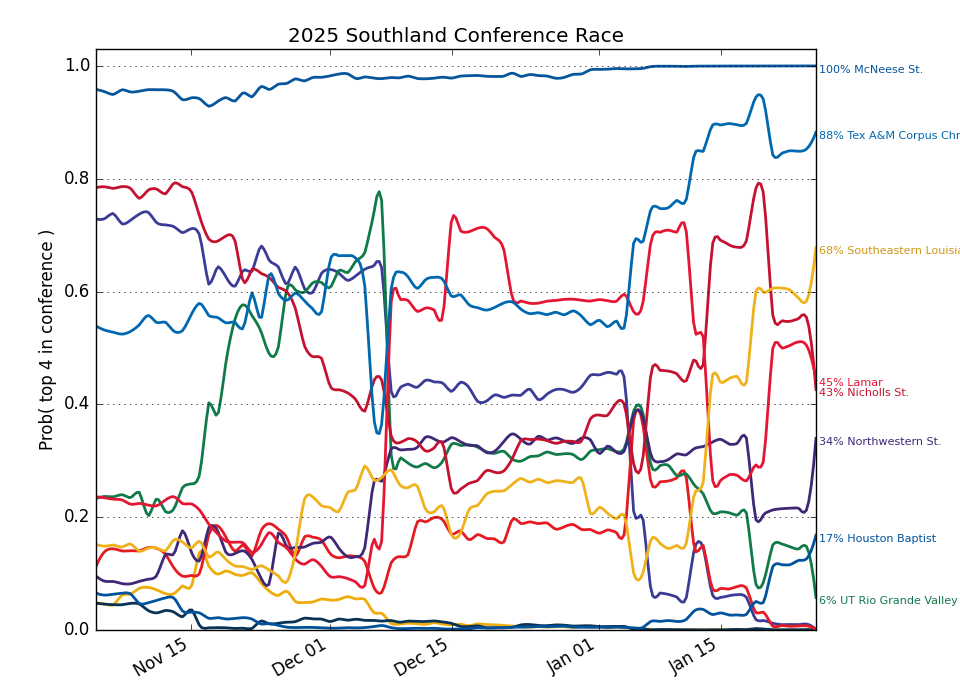 2025 Southland Conference Race
Prob( top 4 in conference )
1.0
0.8
0.6
0.4
0.2
0.0
Nov 15
Dec 01
Dec 15
Jan 01
Jan 15
100% McNeese St.
88% Tex A&M Corpus Chr
68% Southeastern Louisia
45% Lamar
43% Nicholls St.
34% Northwestern St.
17% Houston Baptist
6% UT Rio Grande Valley